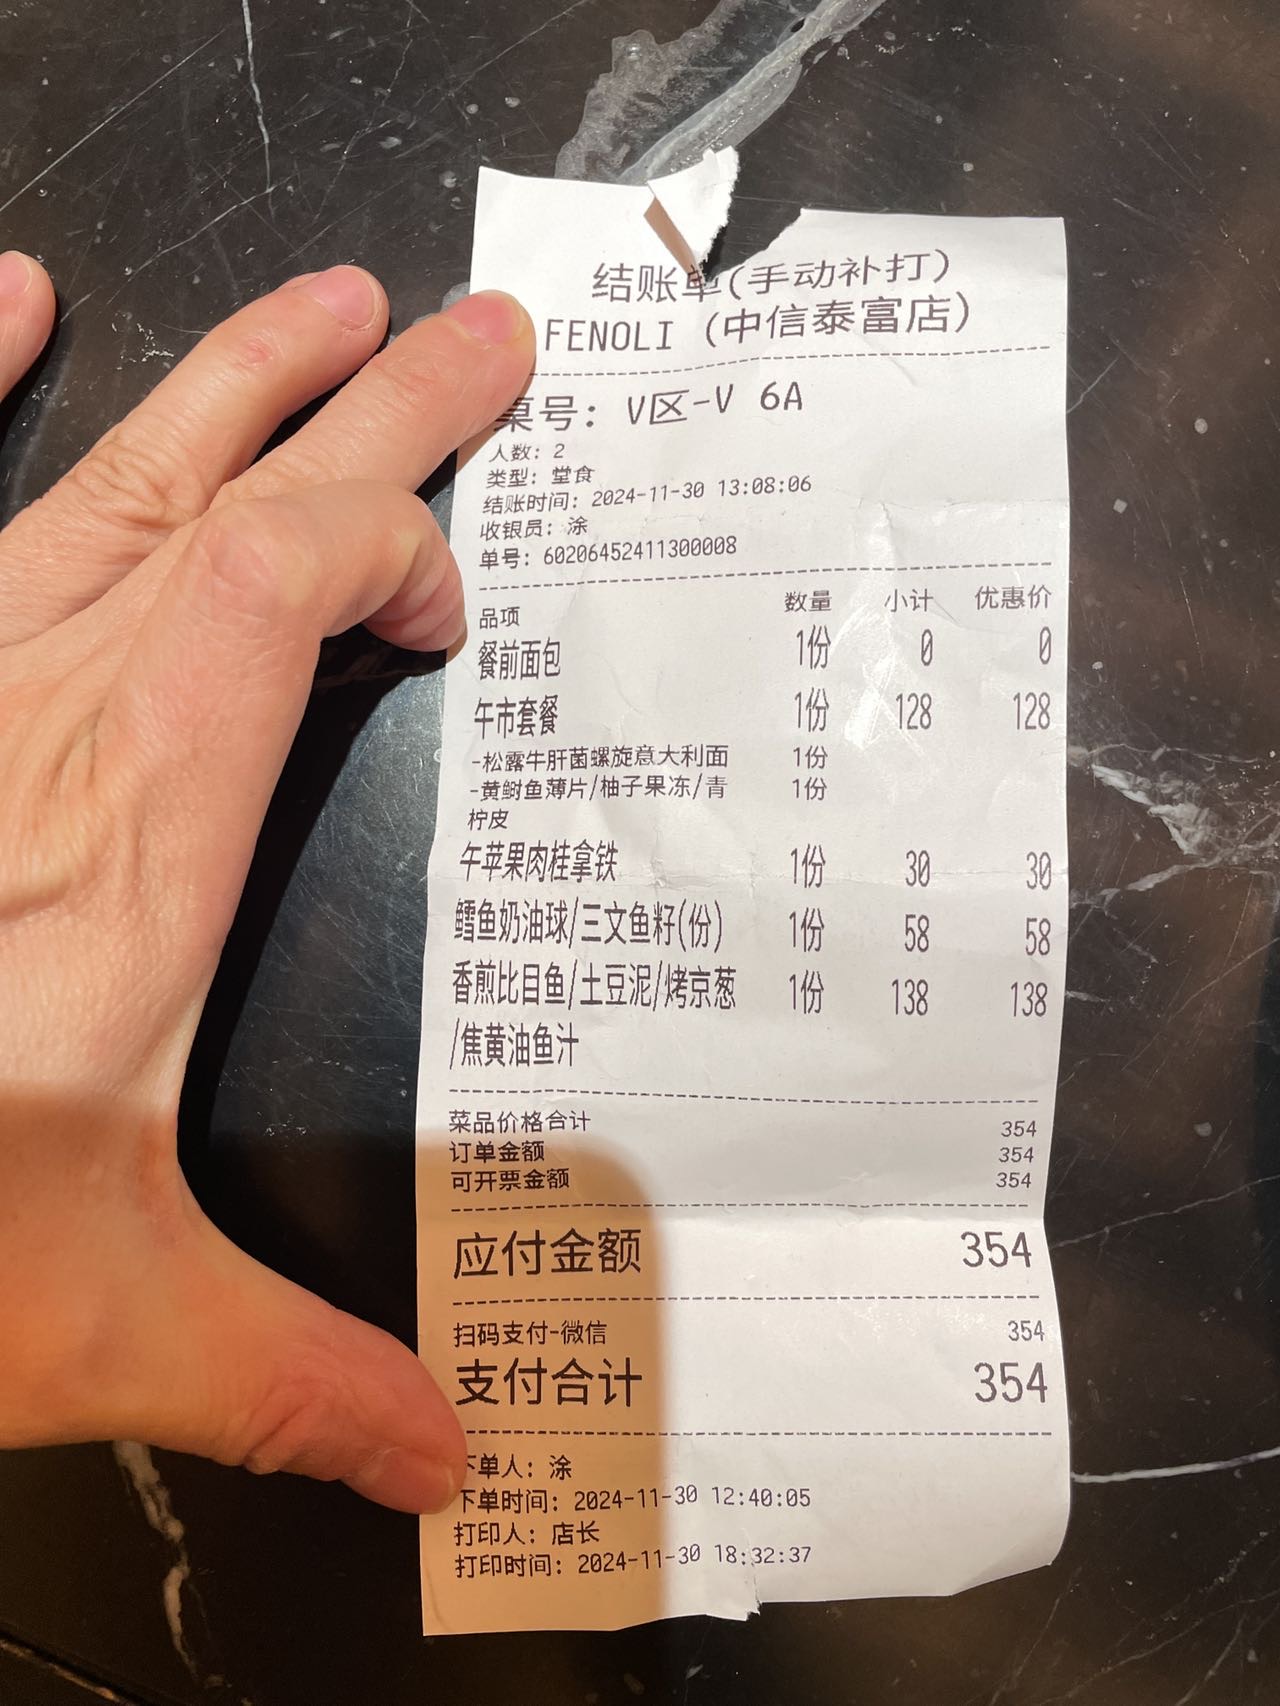 结账单(手动补打)
FENOLI (中信泰富店)
桌号: V区-V 6A
人数: 2
类型: 堂食
结账时间: 2024-11-30 13:08:06
收银员: 涂
单号: 60206452411300008
品项 数量 小计 优惠价
餐前面包 1份 0 0
午市套餐 1份 128 128
-松露牛肝菌螺旋意大利面 1份
-黄鲥鱼薄片/柚子果冻/青 1份
柠皮
午苹果肉桂拿铁 1份 30 30
鳕鱼奶油球/三文鱼籽(份) 1份 58 58
香煎比目鱼/土豆泥/烤京葱 1份 138 138
/焦黄油鱼汁
菜品价格合计 354
订单金额 354
可开票金额 354
应付金额 354
扫码支付-微信 354
支付合计 354
下单人: 涂
下单时间: 2024-11-30 12:40:05
打印人: 店长
打印时间: 2024-11-30 18:32:37